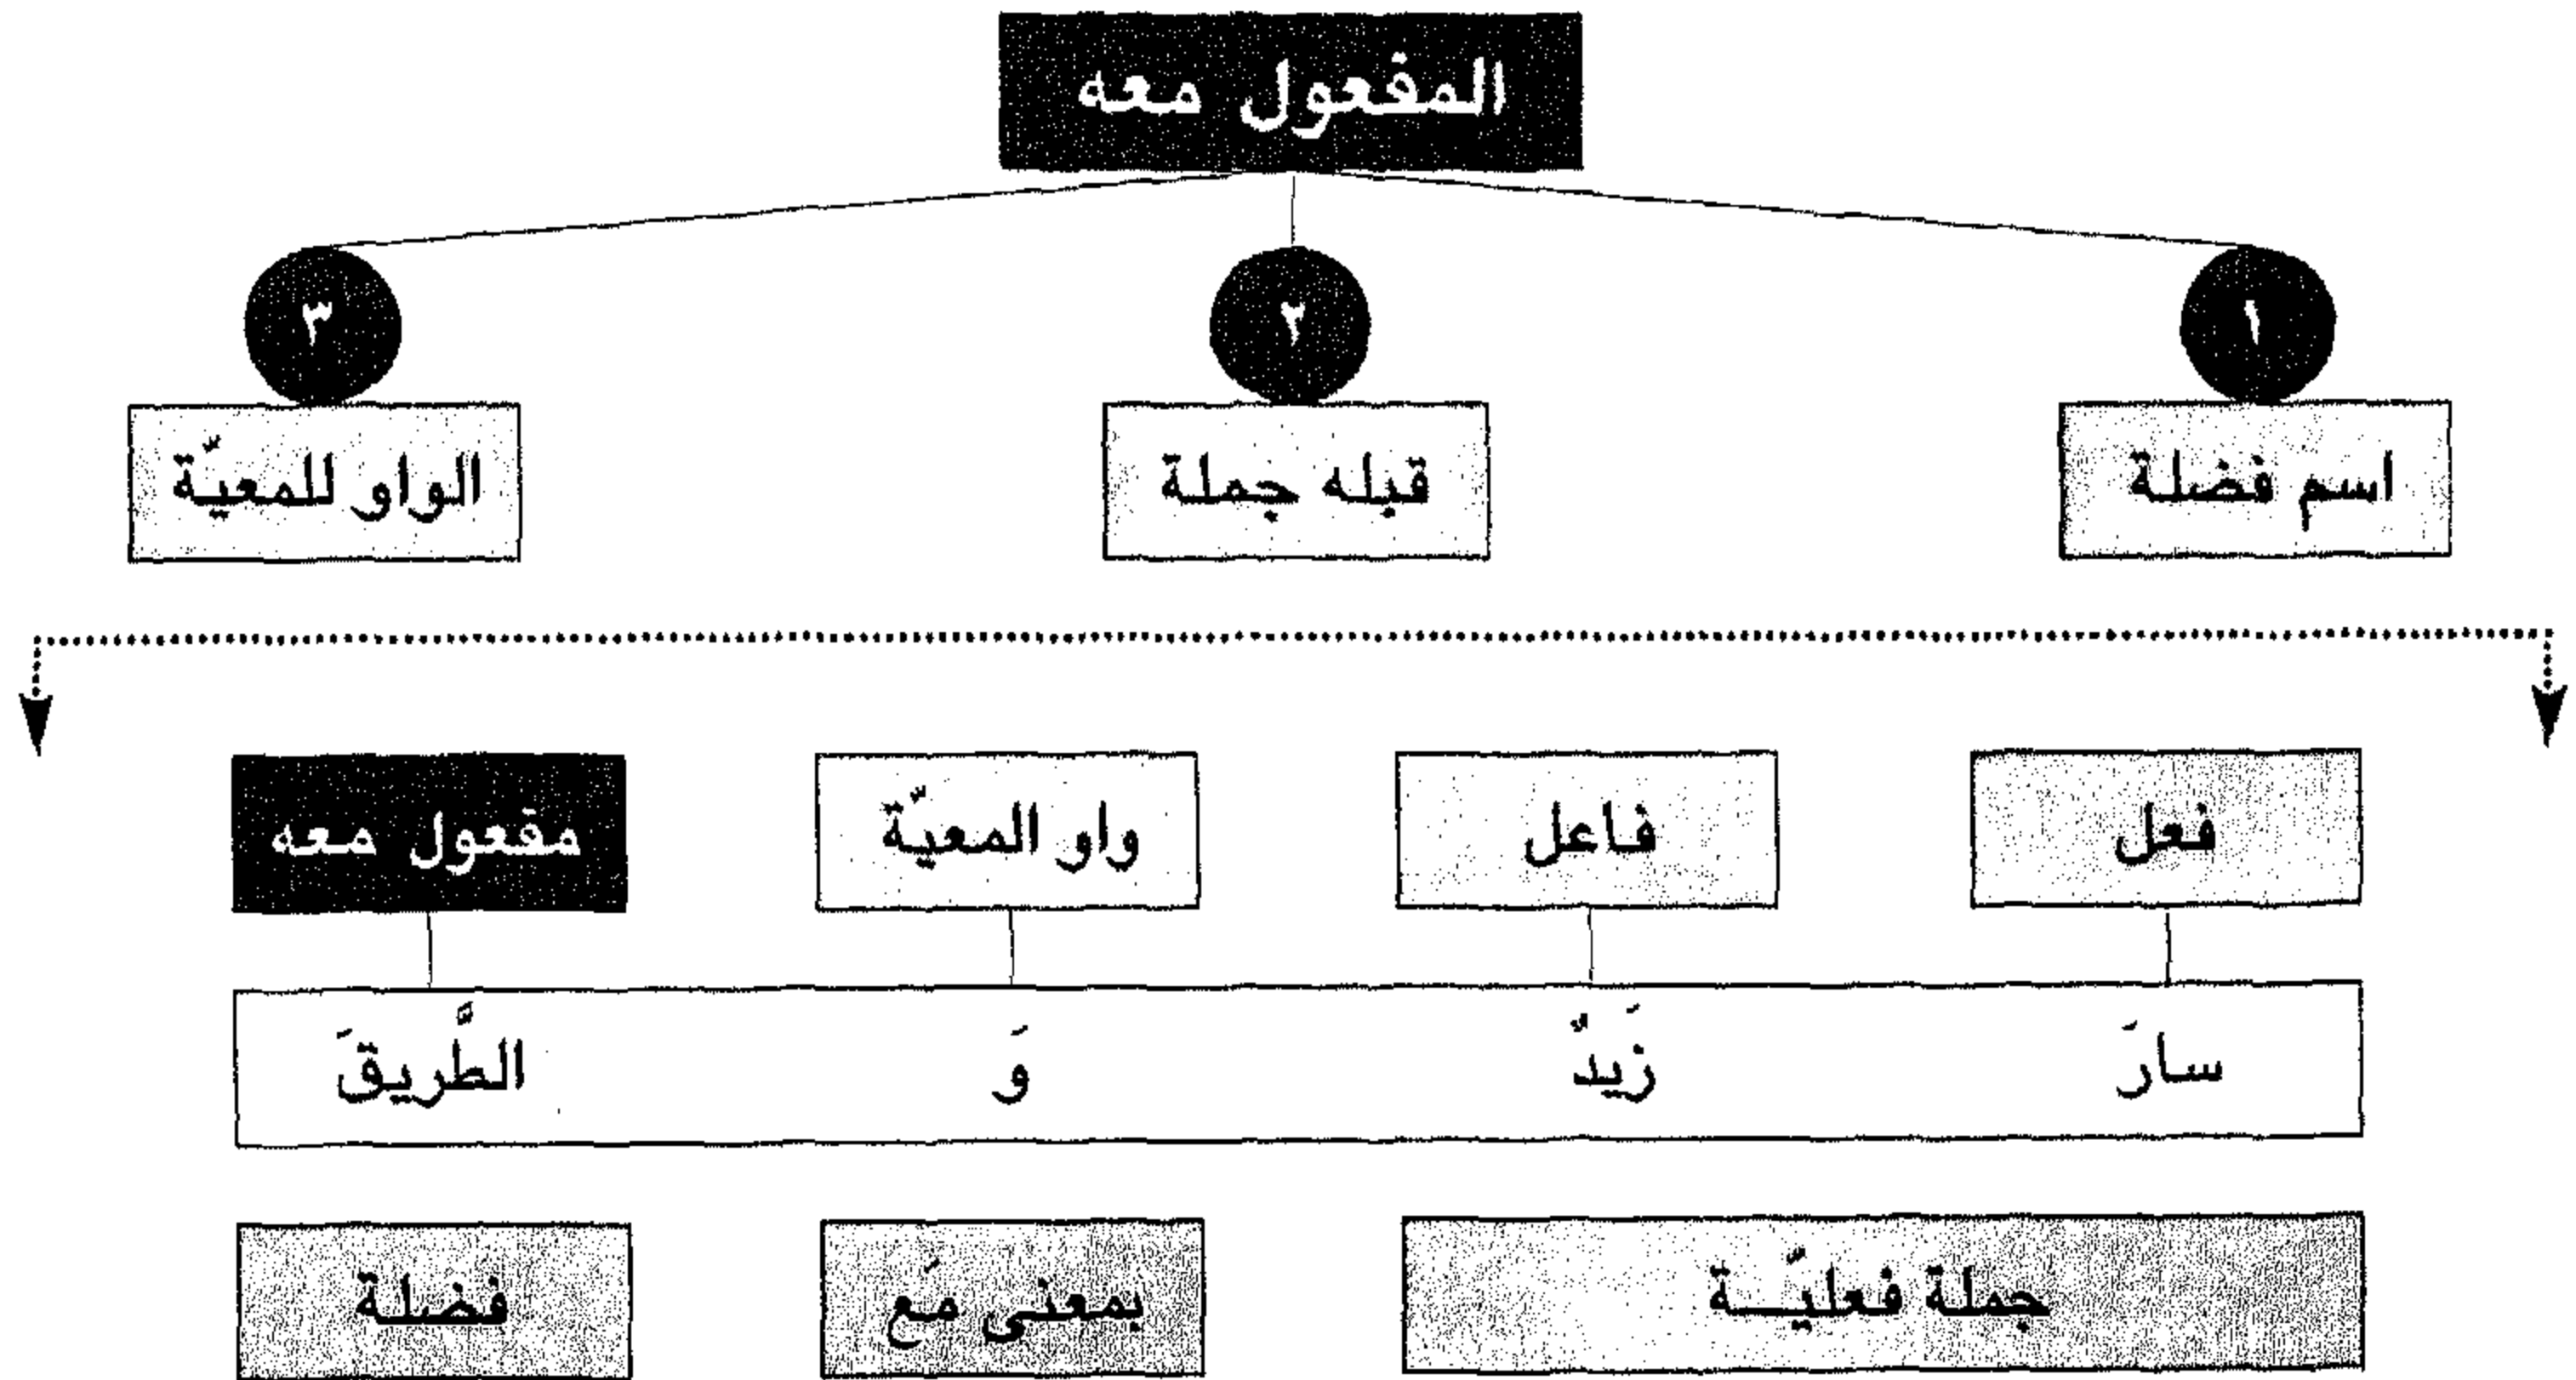 المفعول معه
١
٢
٣
اسم فضلة
قبله جملة
الواو للمعيّة
فعل
فاعل
واو المعيّة
مفعول معه
سارَ زَيدٌ وَ الطَّريقَ
جملة فعليّـــة
بمعنى مَع
فضلة